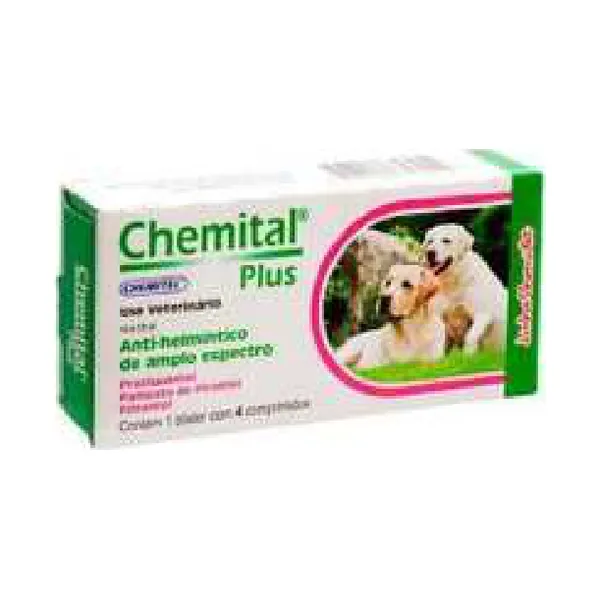 Chemital®
Plus
CHEMITEC
Uso Veterinário
Anti-helmíntico
de amplo espectro
Praziquantel
Pamoato de Pirantel
Febantel
Contém 1 blister com 4 comprimidos
Chemital